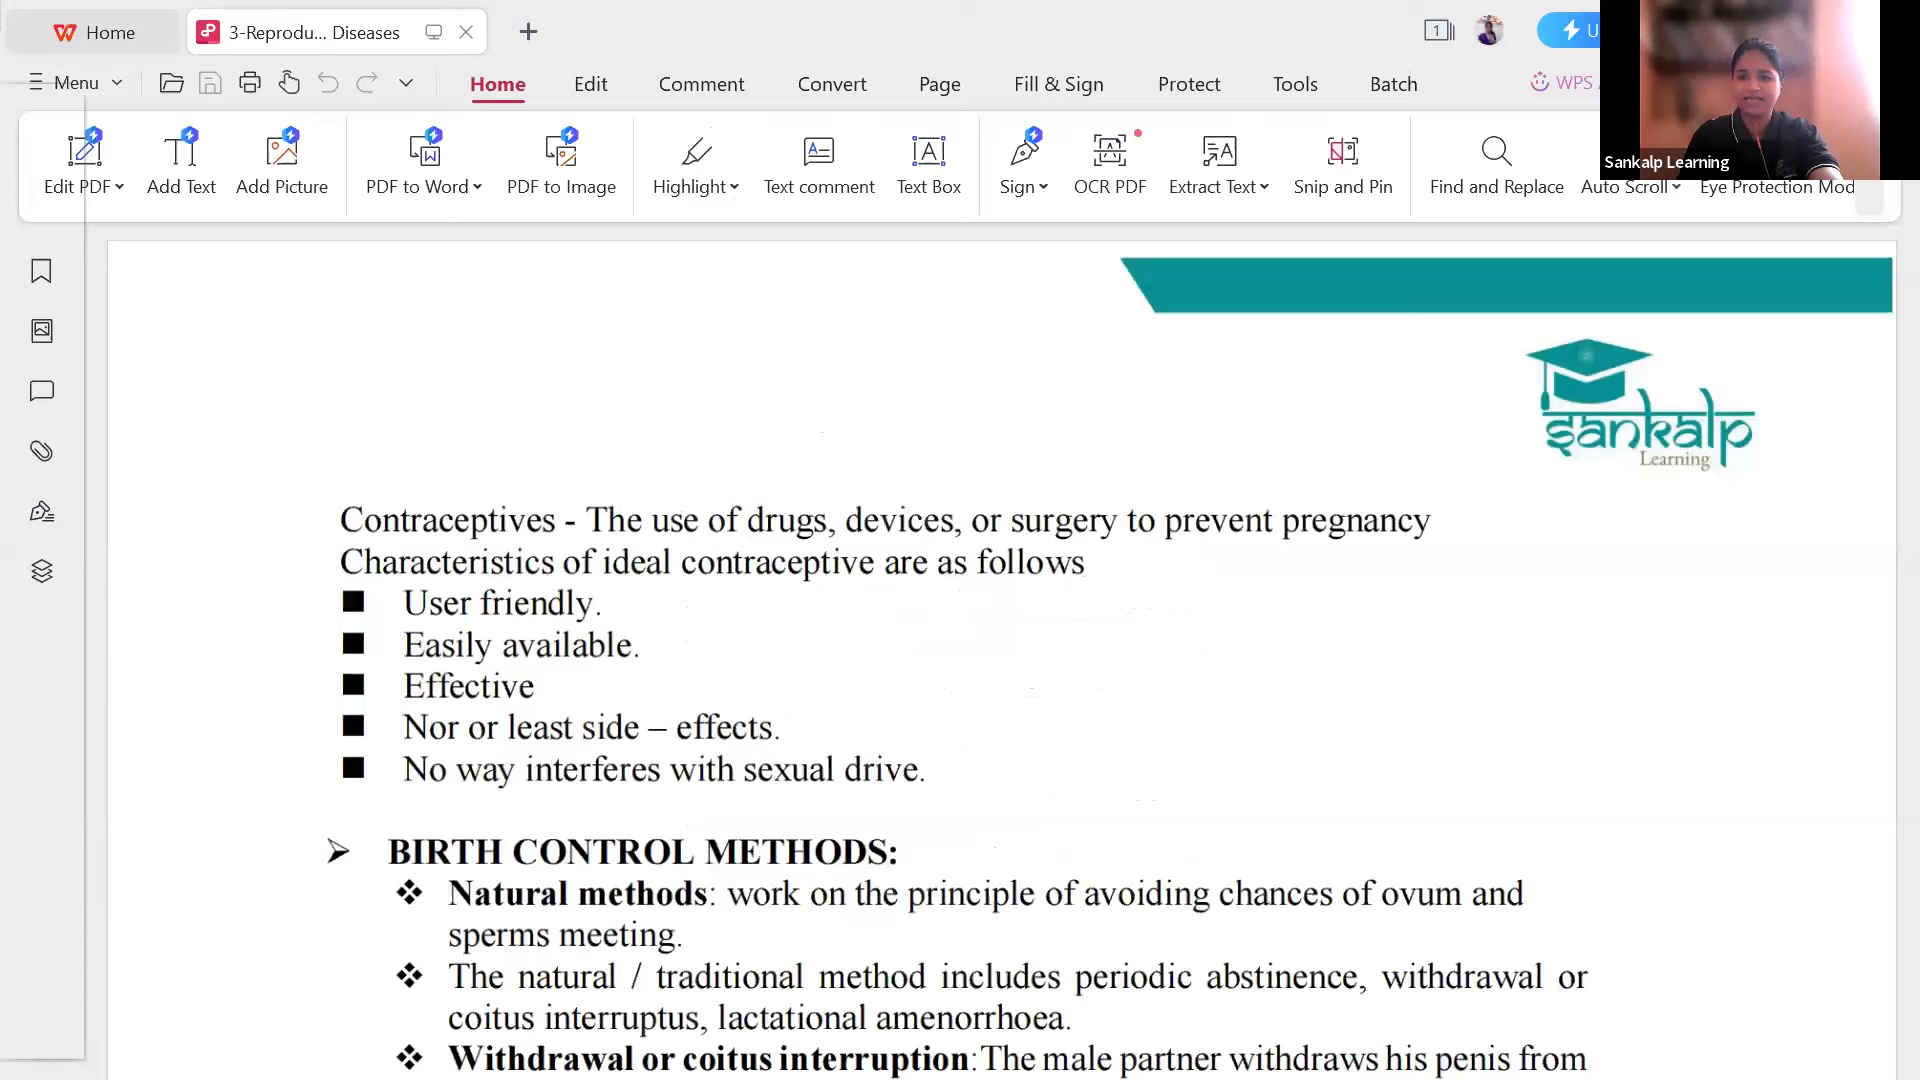 Home
3-Reprodu... Diseases
1
U
Menu
Home
Edit
Comment
Convert
Page
Fill & Sign
Protect
Tools
Batch
WPS
Edit PDF
Add Text
Add Picture
PDF to Word
PDF to Image
Highlight
Text comment
Text Box
Sign
OCR PDF
Extract Text
Snip and Pin
Find and Replace
Auto Scroll
Eye Protection Mod
Sankalp Learning
sankalp
Learning
Contraceptives - The use of drugs, devices, or surgery to prevent pregnancy
Characteristics of ideal contraceptive are as follows
■ User friendly.
■ Easily available.
■ Effective
■ Nor or least side – effects.
■ No way interferes with sexual drive.
➢ BIRTH CONTROL METHODS:
❖ Natural methods: work on the principle of avoiding chances of ovum and
sperms meeting.
❖ The natural / traditional method includes periodic abstinence, withdrawal or
coitus interruptus, lactational amenorrhoea.
❖ Withdrawal or coitus interruption:The male partner withdraws his penis from